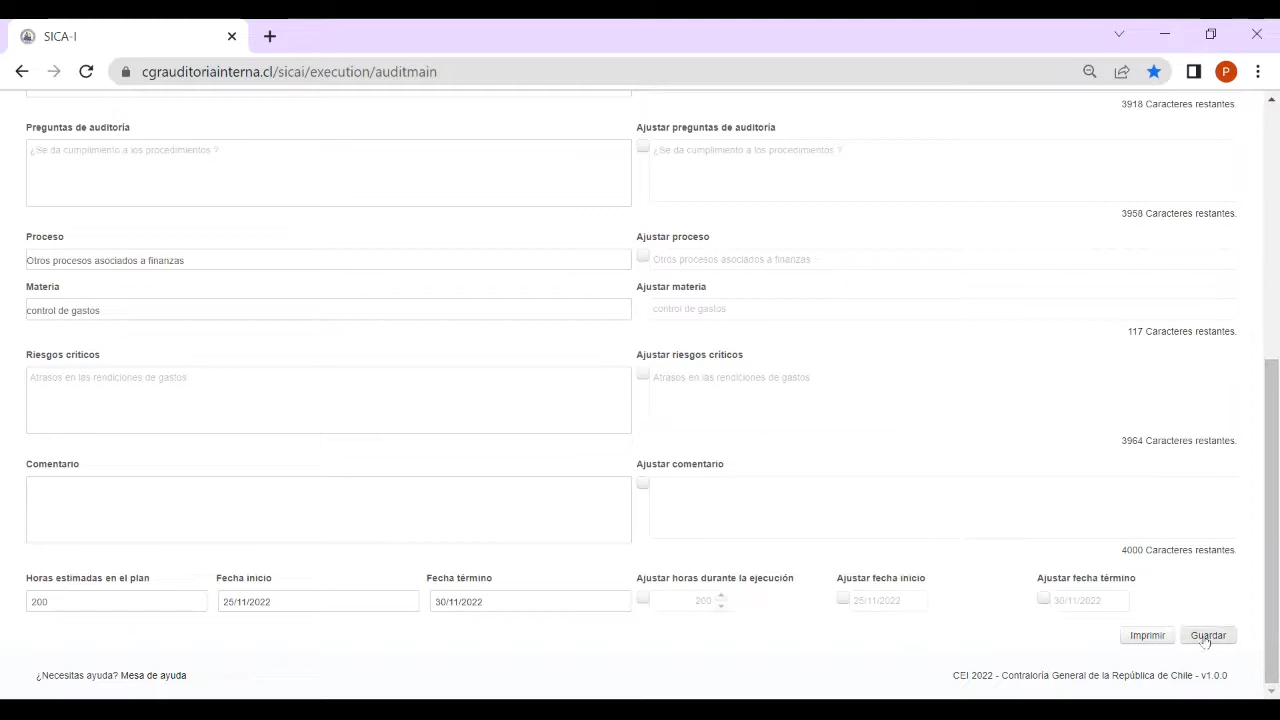 SICA-I
cgrauditoriainterna.cl/sicai/execution/auditmain
P
3918 Caracteres restantes.
Preguntas de auditoría
Ajustar preguntas de auditoría
¿Se da cumplimiento a los procedimientos ?
¿Se da cumplimiento a los procedimientos ?
3958 Caracteres restantes.
Proceso
Ajustar proceso
Otros procesos asociados a finanzas
Otros procesos asociados a finanzas
Materia
Ajustar materia
control de gastos
control de gastos
117 Caracteres restantes.
Riesgos críticos
Ajustar riesgos críticos
Atrasos en las rendiciones de gastos
Atrasos en las rendiciones de gastos
3964 Caracteres restantes.
Comentario
Ajustar comentario
4000 Caracteres restantes.
Horas estimadas en el plan Fecha inicio Fecha término Ajustar horas durante la ejecución Ajustar fecha inicio Ajustar fecha término
200 25/11/2022 30/11/2022 200 25/11/2022 30/11/2022
Imprimir Guardar
¿Necesitas ayuda? Mesa de ayuda
CEI 2022 - Contraloría General de la República de Chile - v1.0.0